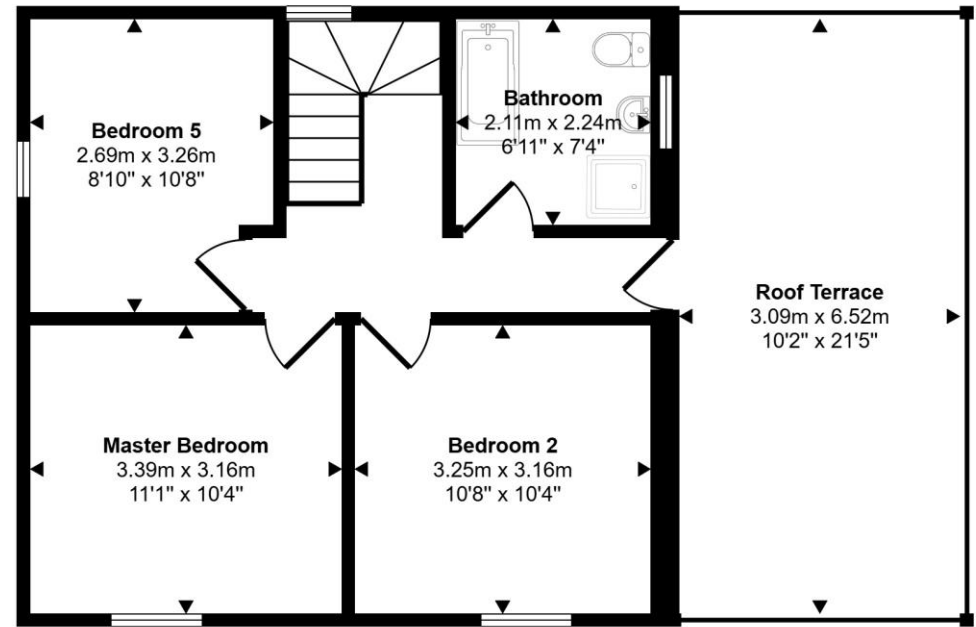 Bedroom 5
2.69m x 3.26m
8'10" x 10'8"
Bathroom
2.11m x 2.24m
6'11" x 7'4"
Roof Terrace
3.09m x 6.52m
10'2" x 21'5"
Master Bedroom
3.39m x 3.16m
11'1" x 10'4"
Bedroom 2
3.25m x 3.16m
10'8" x 10'4"